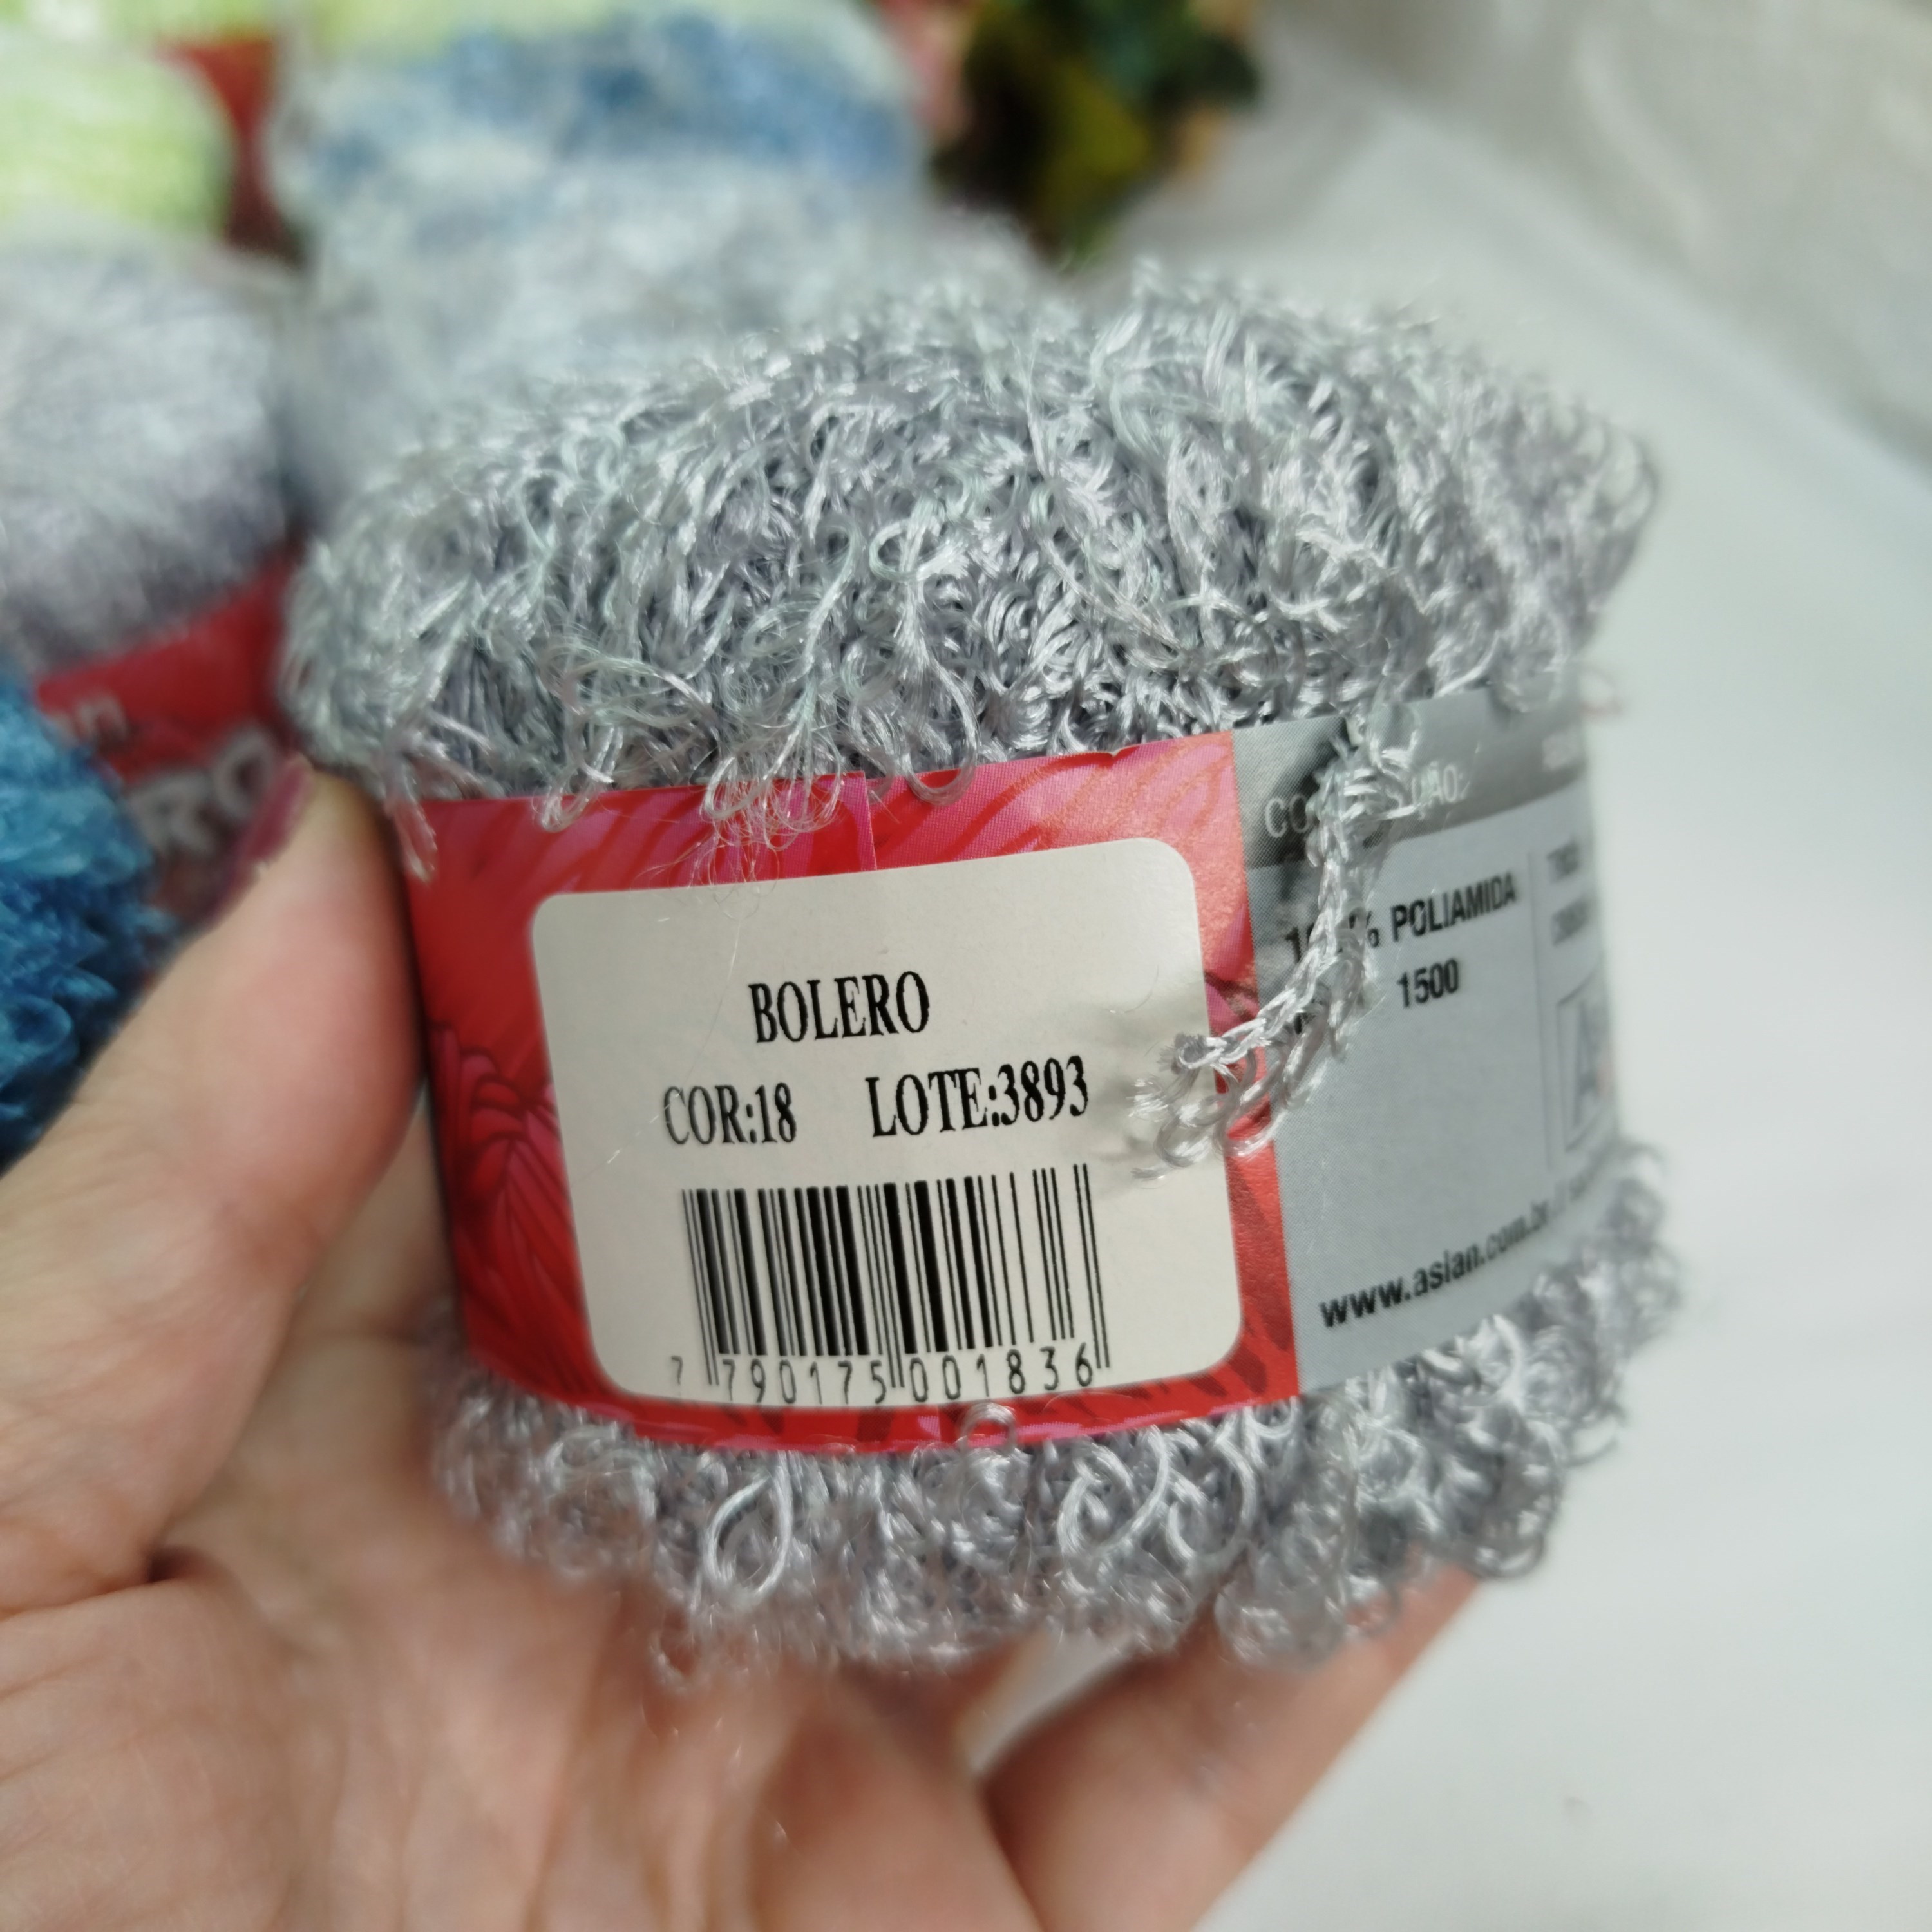 BOLERO
COR:18 LOTE:3893
7 790175 001836
POLIAMIDA
1500
www.asian.com.br